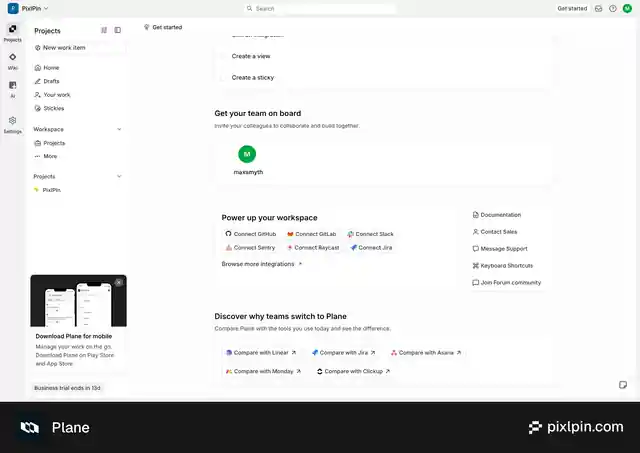 P PixlPin
Search
Get started
M
Projects
Wiki
AI
Settings
Projects
New work item
Home
Drafts
Your work
Stickies
Workspace
Projects
More
Projects
PixlPin
Download Plane for mobile
Manage your work on the go.
Download Plane on Play Store
and App Store.
Business trial ends in 13d
Get started
Create a view
Create a sticky
Get your team on board
Invite your colleagues to collaborate and build together.
M
maxsmyth
Power up your workspace
Connect GitHub Connect GitLab Connect Slack
Connect Sentry Connect Raycast Connect Jira
Browse more integrations
Documentation
Contact Sales
Message Support
Keyboard Shortcuts
Join Forum community
Discover why teams switch to Plane
Compare Plane with the tools you use today and see the difference.
Compare with Linear Compare with Jira Compare with Asana
Compare with Monday Compare with Clickup
Plane
pixlpin.com